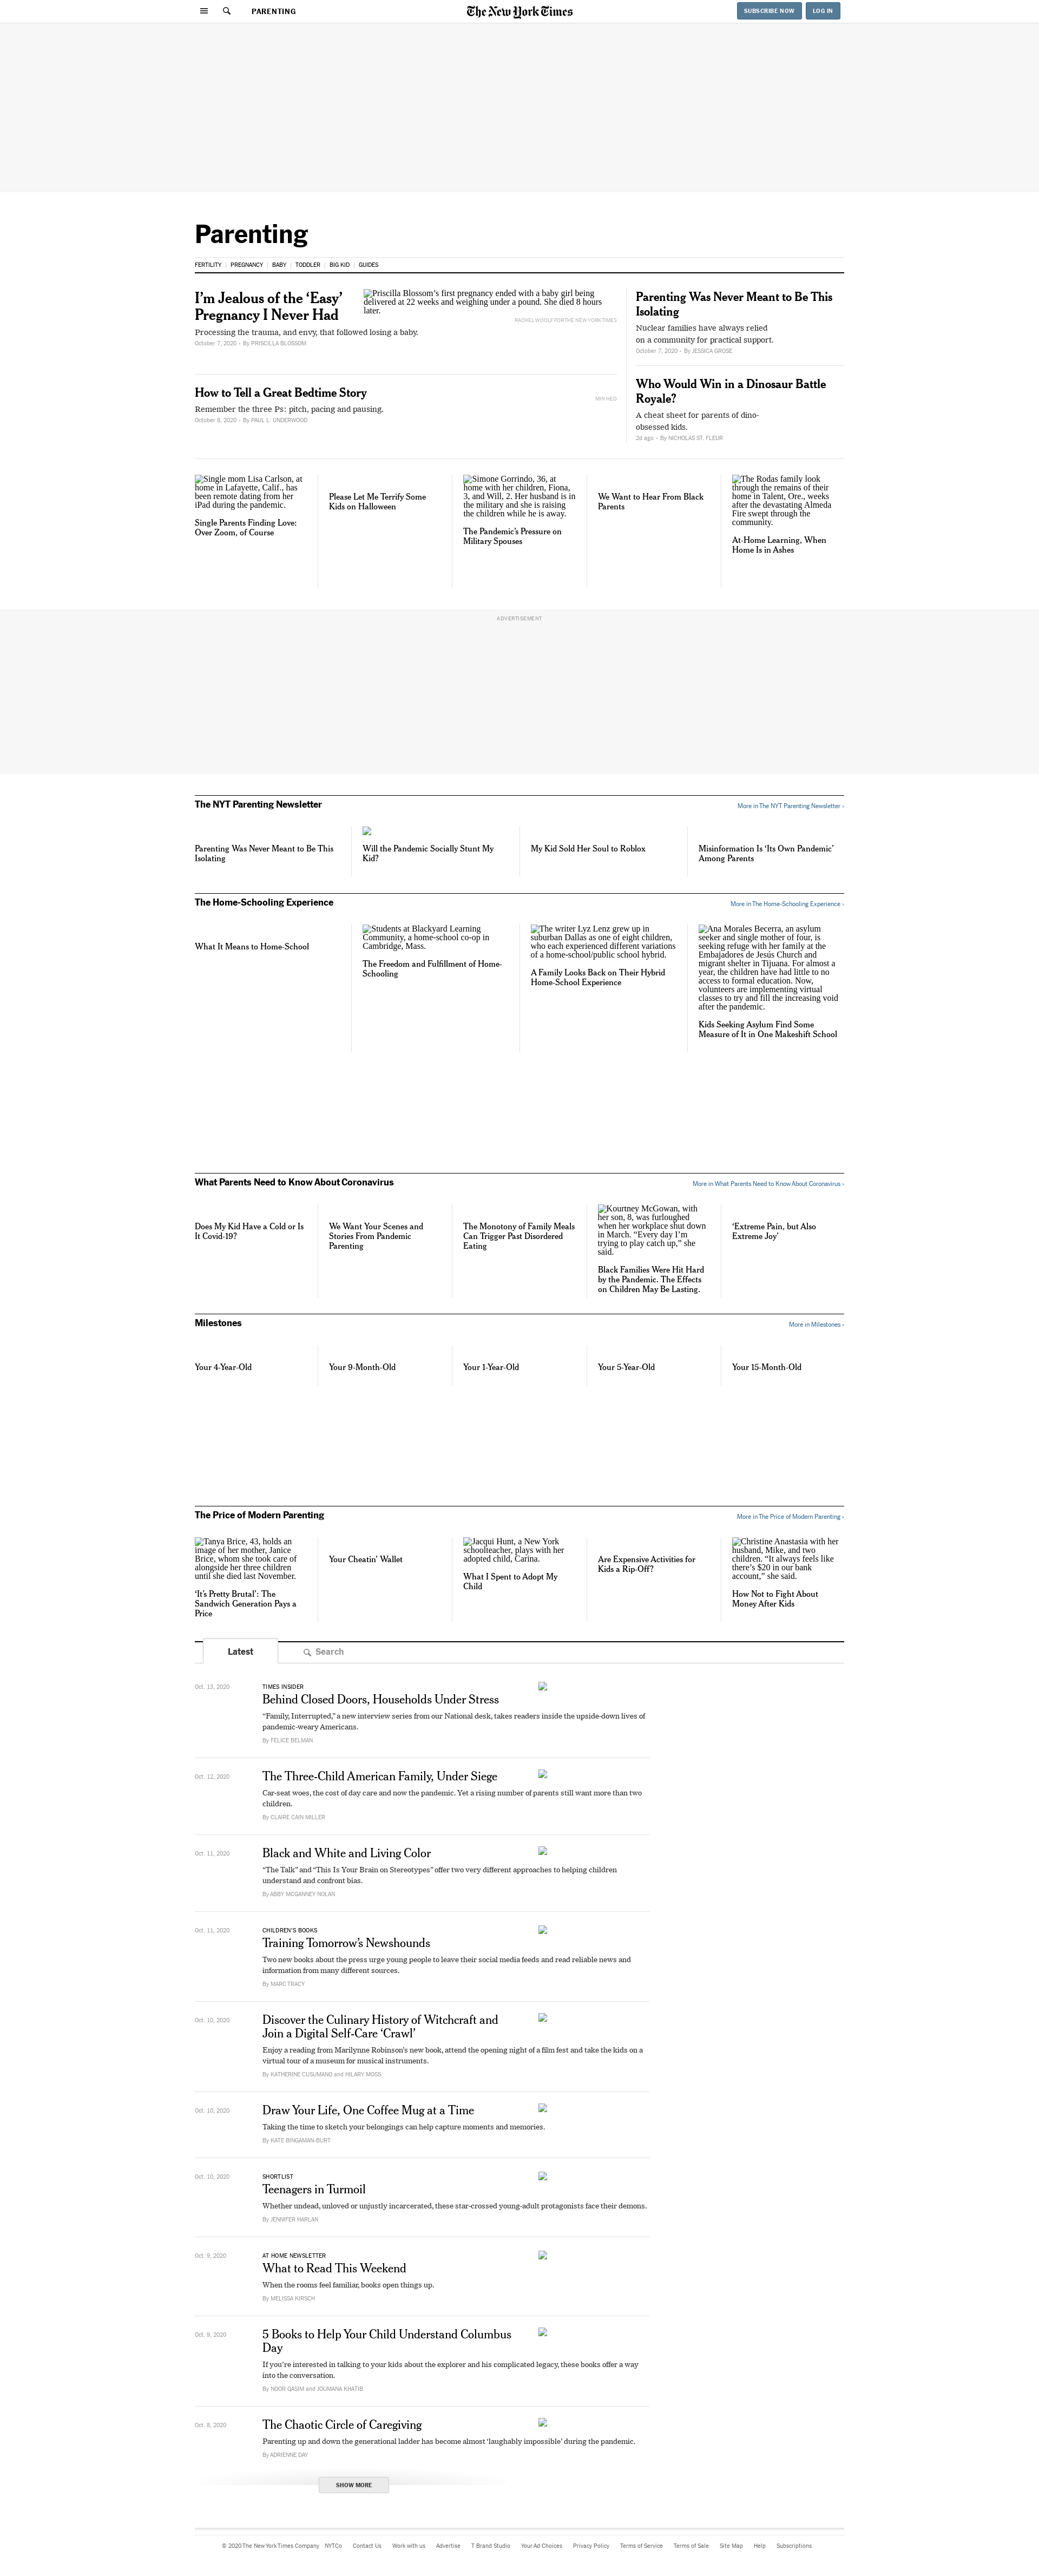 PARENTING
The New York Times
SUBSCRIBE NOW
LOG IN
Parenting
FERTILITY
PREGNANCY
BABY
TODDLER
BIG KID
GUIDES
I’m Jealous of the ‘Easy’
Pregnancy I Never Had
Processing the trauma, and envy, that followed losing a baby.
October 7, 2020 • By PRISCILLA BLOSSOM
Priscilla Blossom’s first pregnancy ended with a baby girl being
delivered at 22 weeks and weighing under a pound. She died 8 hours
later.
RACHEL WOOLF FOR THE NEW YORK TIMES
How to Tell a Great Bedtime Story
Remember the three Ps: pitch, pacing and pausing.
October 8, 2020 • By PAUL L. UNDERWOOD
MIN HEO
Parenting Was Never Meant to Be This
Isolating
Nuclear families have always relied
on a community for practical support.
October 7, 2020 • By JESSICA GROSE
Who Would Win in a Dinosaur Battle
Royale?
A cheat sheet for parents of dino-
obsessed kids.
2d ago • By NICHOLAS ST. FLEUR
Single mom Lisa Carlson, at
home in Lafayette, Calif., has
been remote dating from her
iPad during the pandemic.
Single Parents Finding Love:
Over Zoom, of Course
Please Let Me Terrify Some
Kids on Halloween
Simone Gorrindo, 36, at
home with her children, Fiona,
3, and Will, 2. Her husband is in
the military and she is raising
the children while he is away.
The Pandemic’s Pressure on
Military Spouses
We Want to Hear From Black
Parents
The Rodas family look
through the remains of their
home in Talent, Ore., weeks
after the devastating Almeda
Fire swept through the
community.
At-Home Learning, When
Home Is in Ashes
ADVERTISEMENT
The NYT Parenting Newsletter
More in The NYT Parenting Newsletter ›
Parenting Was Never Meant to Be This
Isolating
Will the Pandemic Socially Stunt My
Kid?
My Kid Sold Her Soul to Roblox
Misinformation Is ‘Its Own Pandemic’
Among Parents
The Home-Schooling Experience
More in The Home-Schooling Experience ›
What It Means to Home-School
Students at Blackyard Learning
Community, a home-school co-op in
Cambridge, Mass.
The Freedom and Fulfillment of Home-
Schooling
The writer Lyz Lenz grew up in
suburban Dallas as one of eight children,
who each experienced different variations
of a home-school/public school hybrid.
A Family Looks Back on Their Hybrid
Home-School Experience
Ana Morales Becerra, an asylum
seeker and single mother of four, is
seeking refuge with her family at the
Embajadores de Jesús Church and
migrant shelter in Tijuana. For almost a
year, the children have had little to no
access to formal education. Now,
volunteers are implementing virtual
classes to try and fill the increasing void
after the pandemic.
Kids Seeking Asylum Find Some
Measure of It in One Makeshift School
What Parents Need to Know About Coronavirus
More in What Parents Need to Know About Coronavirus ›
Does My Kid Have a Cold or Is
It Covid-19?
We Want Your Scenes and
Stories From Pandemic
Parenting
The Monotony of Family Meals
Can Trigger Past Disordered
Eating
Kourtney McGowan, with
her son, 8, was furloughed
when her workplace shut down
in March. “Every day I’m
trying to play catch up,” she
said.
Black Families Were Hit Hard
by the Pandemic. The Effects
on Children May Be Lasting.
‘Extreme Pain, but Also
Extreme Joy’
Milestones
More in Milestones ›
Your 4-Year-Old
Your 9-Month-Old
Your 1-Year-Old
Your 5-Year-Old
Your 15-Month-Old
The Price of Modern Parenting
More in The Price of Modern Parenting ›
Tanya Brice, 43, holds an
image of her mother, Janice
Brice, whom she took care of
alongside her three children
until she died last November.
‘It’s Pretty Brutal’: The
Sandwich Generation Pays a
Price
Your Cheatin’ Wallet
Jacqui Hunt, a New York
schoolteacher, plays with her
adopted child, Carina.
What I Spent to Adopt My
Child
Are Expensive Activities for
Kids a Rip-Off?
Christine Anastasia with her
husband, Mike, and two
children. “It always feels like
there’s $20 in our bank
account,” she said.
How Not to Fight About
Money After Kids
Latest
Search
Oct. 13, 2020
TIMES INSIDER
Behind Closed Doors, Households Under Stress
“Family, Interrupted,” a new interview series from our National desk, takes readers inside the upside-down lives of
pandemic-weary Americans.
By FELICE BELMAN
Oct. 12, 2020
The Three-Child American Family, Under Siege
Car-seat woes, the cost of day care and now the pandemic. Yet a rising number of parents still want more than two
children.
By CLAIRE CAIN MILLER
Oct. 11, 2020
Black and White and Living Color
“The Talk” and “This Is Your Brain on Stereotypes” offer two very different approaches to helping children
understand and confront bias.
By ABBY MCGANNEY NOLAN
Oct. 11, 2020
CHILDREN’S BOOKS
Training Tomorrow’s Newshounds
Two new books about the press urge young people to leave their social media feeds and read reliable news and
information from many different sources.
By MARC TRACY
Oct. 10, 2020
Discover the Culinary History of Witchcraft and
Join a Digital Self-Care ‘Crawl’
Enjoy a reading from Marilynne Robinson’s new book, attend the opening night of a film fest and take the kids on a
virtual tour of a museum for musical instruments.
By KATHERINE CUSUMANO and HILARY MOSS
Oct. 10, 2020
Draw Your Life, One Coffee Mug at a Time
Taking the time to sketch your belongings can help capture moments and memories.
By KATE BINGAMAN-BURT
Oct. 10, 2020
SHORTLIST
Teenagers in Turmoil
Whether undead, unloved or unjustly incarcerated, these star-crossed young-adult protagonists face their demons.
By JENNIFER HARLAN
Oct. 9, 2020
AT HOME NEWSLETTER
What to Read This Weekend
When the rooms feel familiar, books open things up.
By MELISSA KIRSCH
Oct. 9, 2020
5 Books to Help Your Child Understand Columbus
Day
If you’re interested in talking to your kids about the explorer and his complicated legacy, these books offer a way
into the conversation.
By NOOR QASIM and JOUMANA KHATIB
Oct. 8, 2020
The Chaotic Circle of Caregiving
Parenting up and down the generational ladder has become almost ‘laughably impossible’ during the pandemic.
By ADRIENNE DAY
SHOW MORE
© 2020 The New York Times Company
NYTCo
Contact Us
Work with us
Advertise
T Brand Studio
Your Ad Choices
Privacy Policy
Terms of Service
Terms of Sale
Site Map
Help
Subscriptions